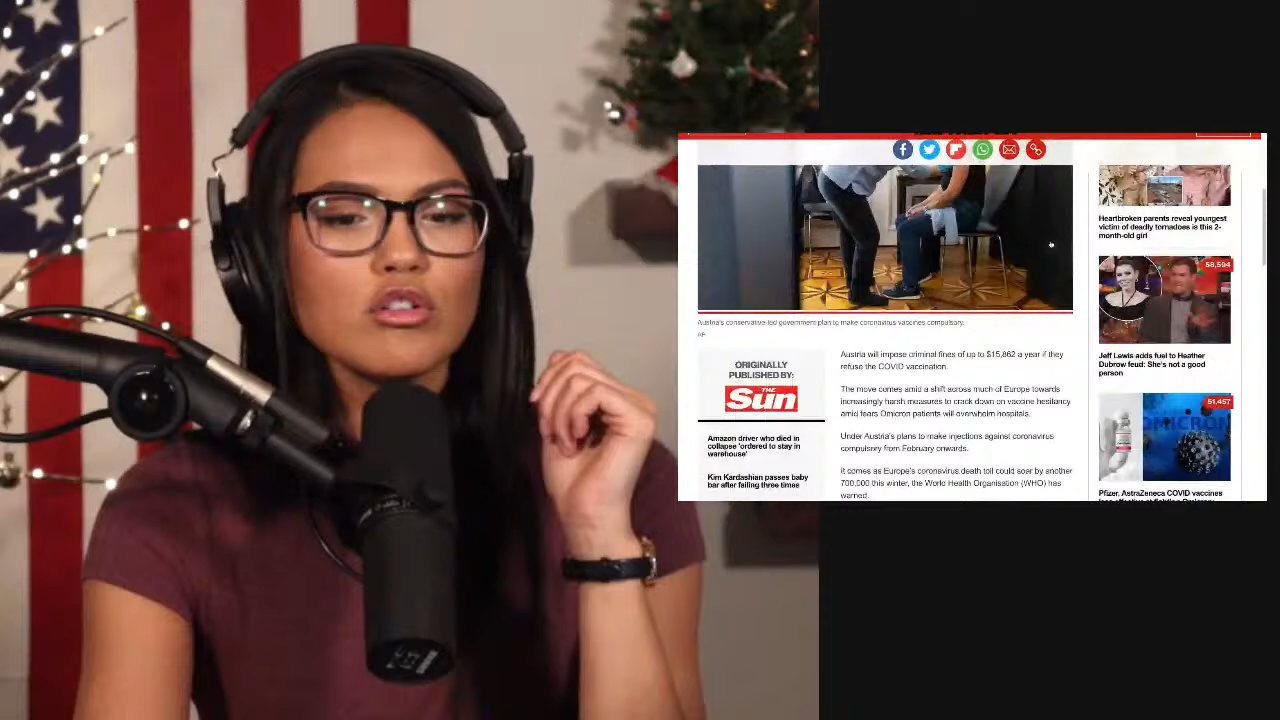 Austria's conservative-led government plan to make coronavirus vaccines compulsory.
AP
ORIGINALLY
PUBLISHED BY:
THE
Sun
Amazon driver who died in
collapse 'ordered to stay in
warehouse'
Kim Kardashian passes baby
bar after failing three times
Austria will impose criminal fines of up to $15,862 a year if they
refuse the COVID vaccination.
The move comes amid a shift across much of Europe towards
increasingly harsh measures to crack down on vaccine hesitancy
amid fears Omicron patients will overwhelm hospitals.
Under Austria's plans to make injections against coronavirus
compulsory from February onwards.
It comes as Europe's coronavirus death toll could soar by another
700,000 this winter, the World Health Organisation (WHO) has
warned.
Heartbroken parents reveal youngest
victim of deadly tornadoes is this 2-
month-old girl
58,504
Jeff Lewis adds fuel to Heather
Dubrow feud: She's not a good
person
51,457
OMICRON
Pfizer, AstraZeneca COVID vaccines